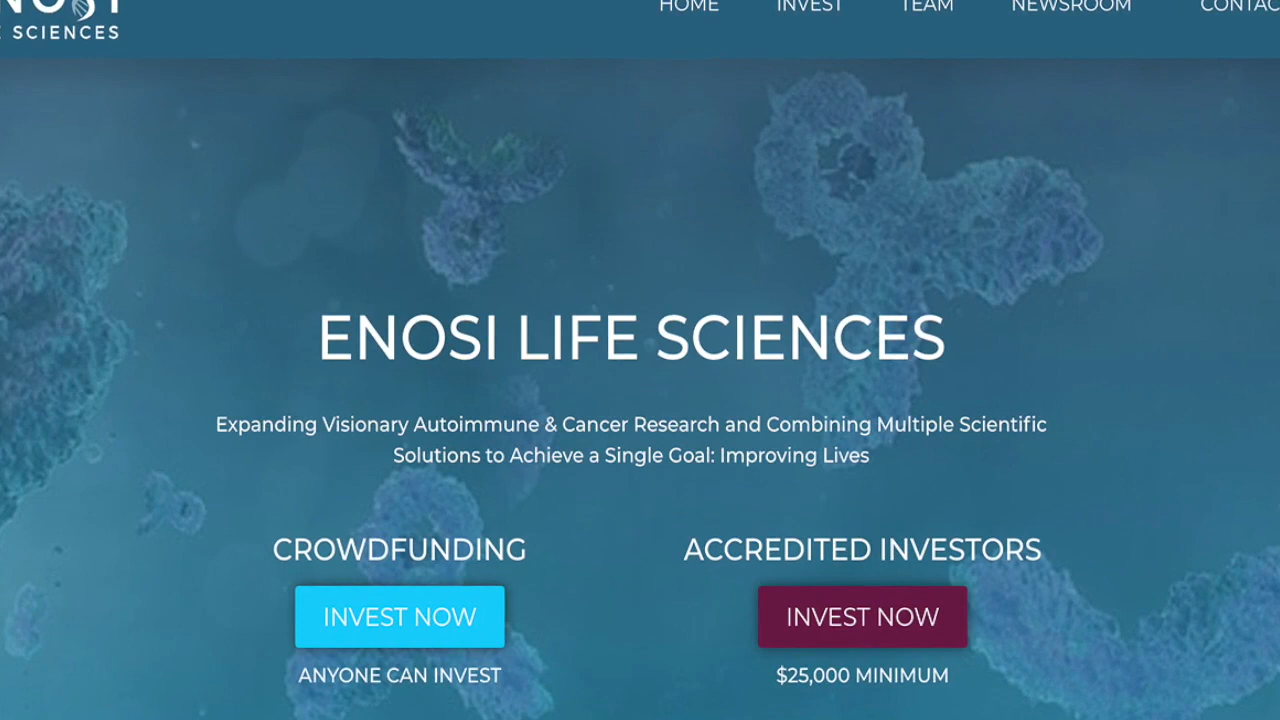 HOME INVEST TEAM NEWSROOM
SCIENCES
ENOSI LIFE SCIENCES
Expanding Visionary Autoimmune & Cancer Research and Combining Multiple Scientific
Solutions to Achieve a Single Goal: Improving Lives
CROWDFUNDING ACCREDITED INVESTORS
INVEST NOW INVEST NOW
ANYONE CAN INVEST $25,000 MINIMUM